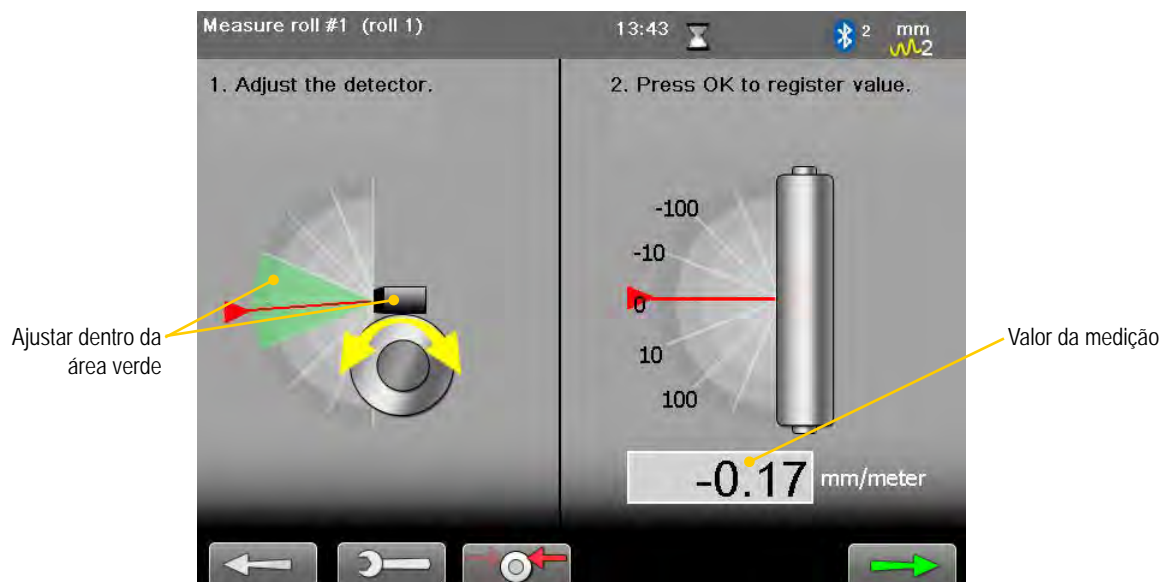 Measure roll #1 (roll 1)
13:43
2
mm
2
1. Adjust the detector.
2. Press OK to register value.
-100
-10
0
10
100
Ajustar dentro da
área verde
Valor da medição
-0.17 mm/meter